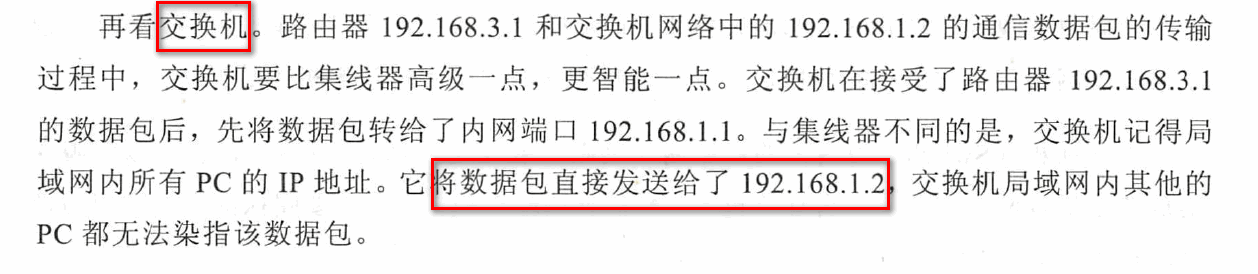 再看交换机。路由器 192.168.3.1 和交换机网络中的 192.168.1.2 的通信数据包的传输
过程中，交换机要比集线器高级一点，更智能一点。交换机在接受了路由器 192.168.3.1
的数据包后，先将数据包转给了内网端口 192.168.1.1。与集线器不同的是，交换机记得局
域网内所有 PC 的 IP 地址。它将数据包直接发送给了 192.168.1.2，交换机局域网内其他的
PC 都无法染指该数据包。